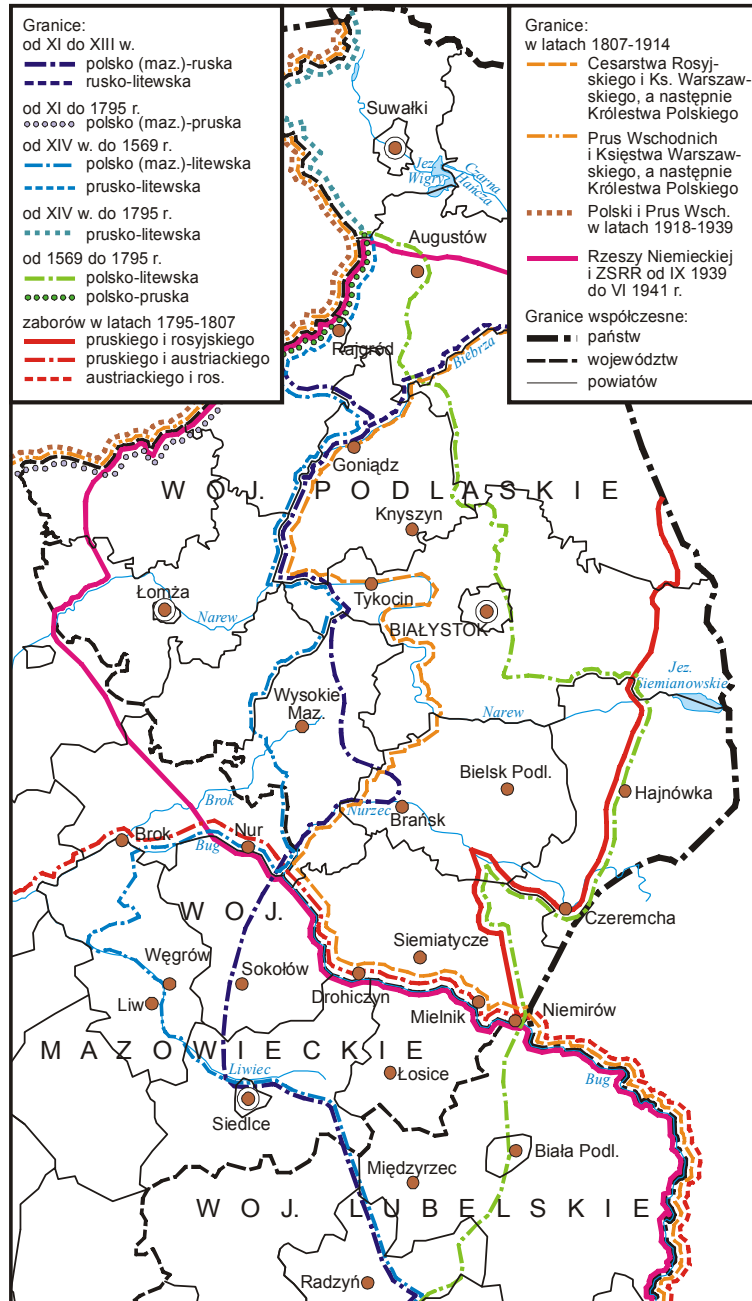 Granice:
od XI do XIII w.
polsko (maz.)-ruska
rusko-litewska
od XI do 1795 r.
polsko (maz.)-pruska
od XIV w. do 1569 r.
polsko (maz.)-litewska
prusko-litewska
od XIV w. do 1795 r.
prusko-litewska
od 1569 do 1795 r.
polsko-litewska
polsko-pruska
zaborów w latach 1795-1807
pruskiego i rosyjskiego
pruskiego i austriackiego
austriackiego i ros.
Granice:
w latach 1807-1914
Cesarstwa Rosyj-
skiego i Ks. Warszaw-
skiego, a następnie
Królestwa Polskiego
Prus Wschodnich
i Księstwa Warszaw-
skiego, a następnie
Królestwa Polskiego
Polski i Prus Wsch.
w latach 1918-1939
Rzeszy Niemieckiej
i ZSRR od IX 1939
do VI 1941 r.
Granice współczesne:
państw
województw
powiatów
Suwałki
Jez.
Wigry
Czarna
Hańcza
Augustów
Rajgród
Biebrza
Goniądz
WOJ. PODLASKIE
Knyszyn
Tykocin
Łomża
Narew
BIAŁYSTOK
Jez.
Siemianowskie
Wysokie
Maz.
Narew
Bielsk Podl.
Hajnówka
Brok
Nurzec
Brańsk
Brok
Nur
Bug
Czeremcha
WOJ.
Siemiatycze
Węgrów
Sokołów
Liw
Drohiczyn
Mielnik
Niemirów
MAZOWIECKIE
Liwiec
Łosice
Bug
Siedlce
Międzyrzec
Biała Podl.
WOJ. LUBELSKIE
Radzyń